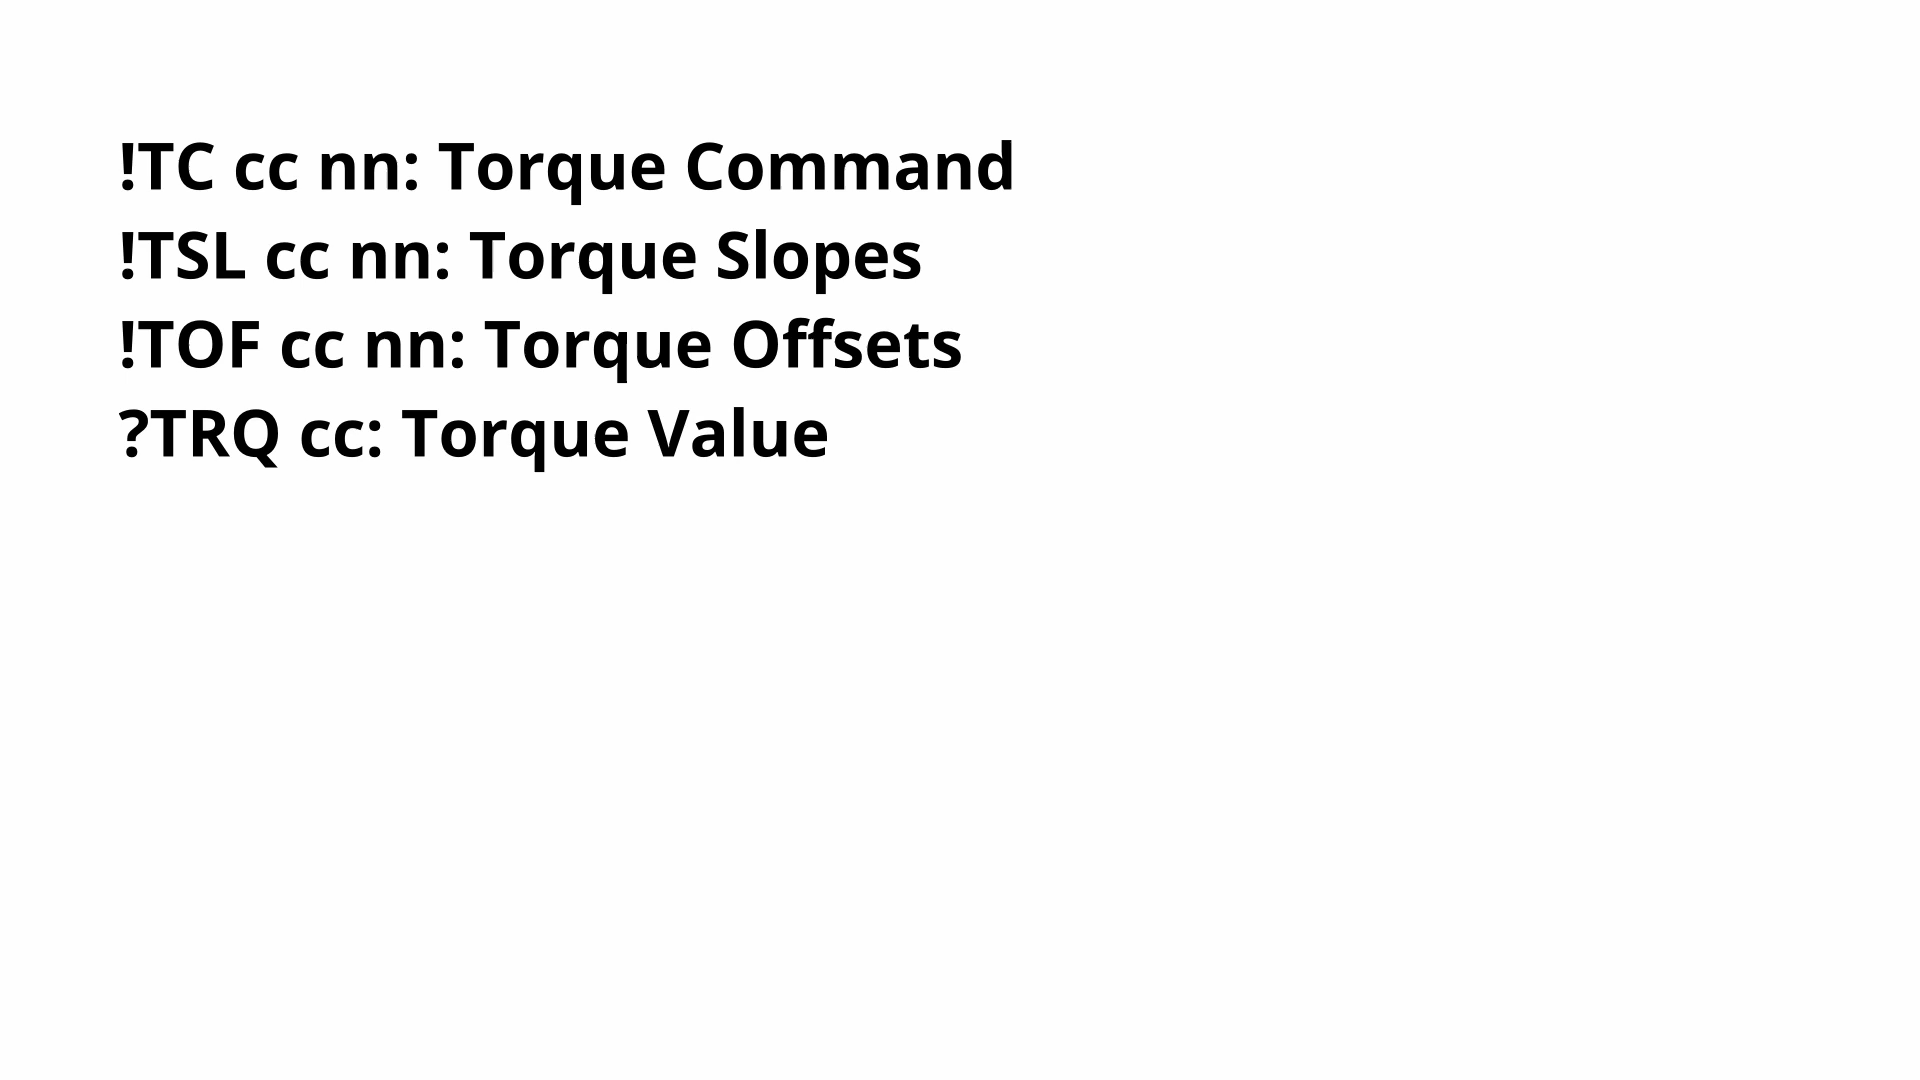 !TC cc nn: Torque Command
!TSL cc nn: Torque Slopes
!TOF cc nn: Torque Offsets
?TRQ cc: Torque Value